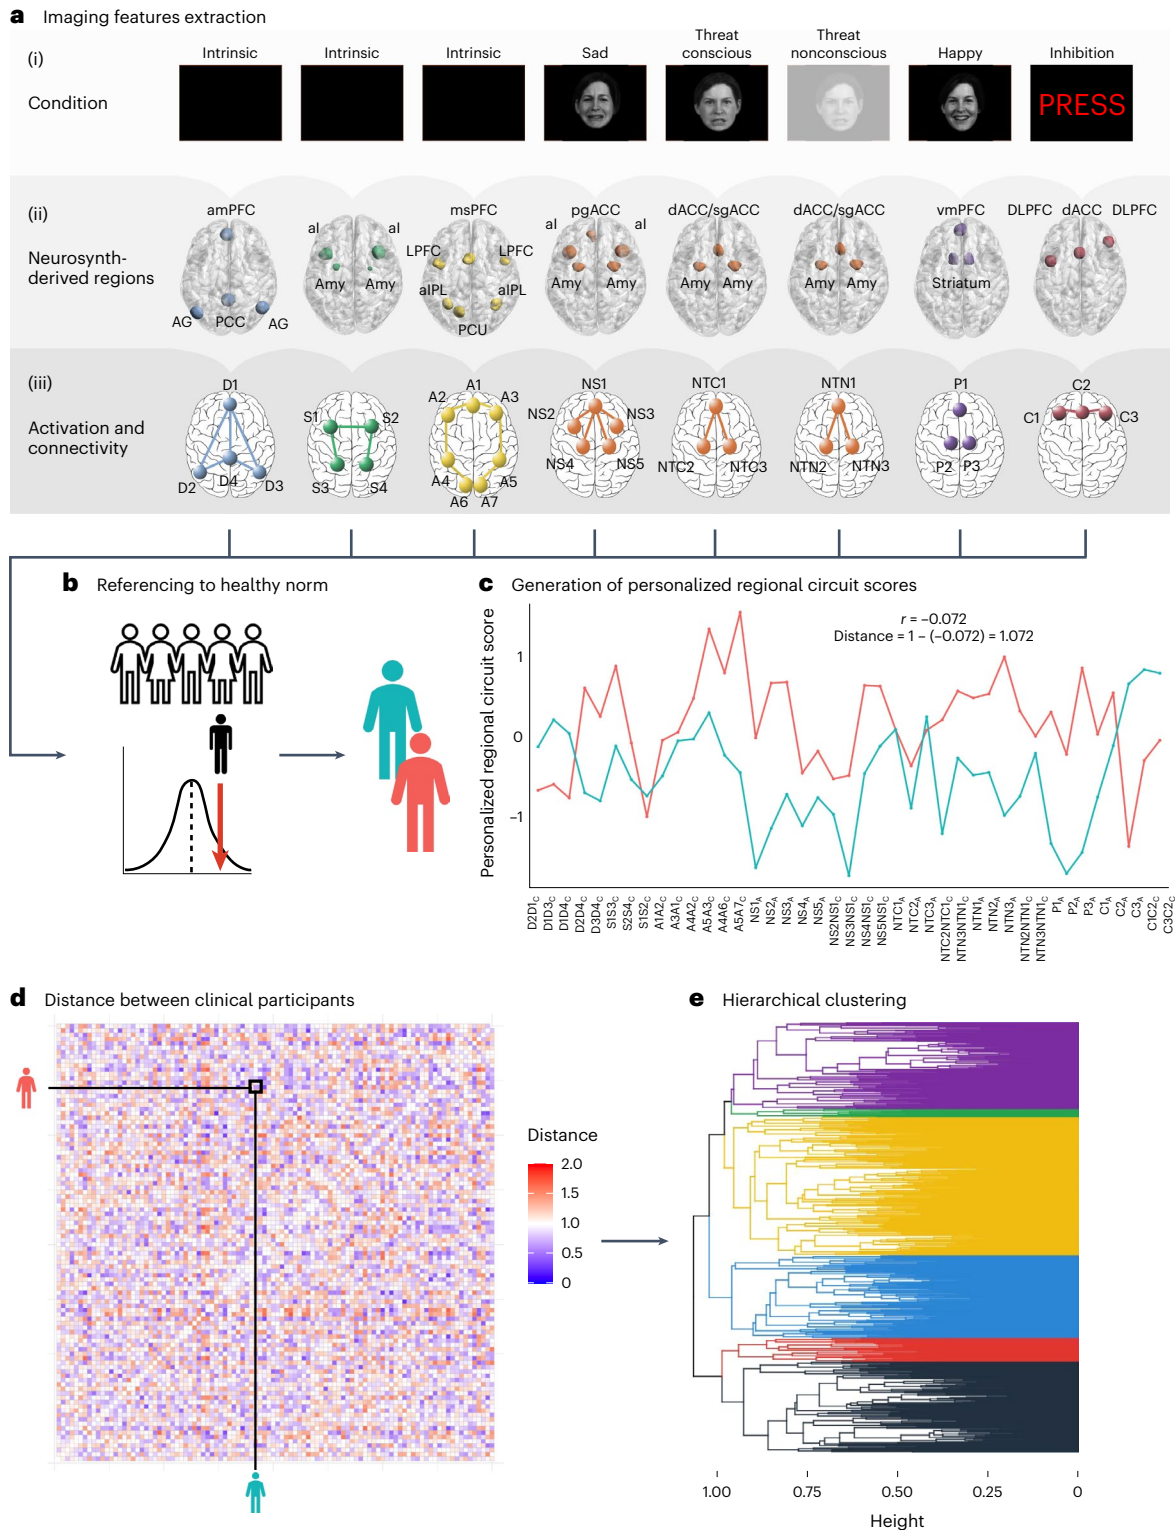 a Imaging features extraction
(i)
Condition
Intrinsic
Intrinsic
Intrinsic
Sad
Threat
conscious
Threat
nonconscious
Happy
Inhibition
PRESS
(ii)
Neurosynth-
derived regions
amPFC
AG
PCC
AG
aI
aI
Amy
Amy
msPFC
LPFC
LPFC
aIPL
aIPL
PCU
pgACC
aI
aI
Amy
Amy
dACC/sgACC
Amy
Amy
dACC/sgACC
Amy
Amy
vmPFC
Striatum
DLPFC
dACC
DLPFC
(iii)
Activation and
connectivity
D1
D2
D4
D3
S1
S2
S3
S4
A1
A2
A3
A4
A5
A6
A7
NS1
NS2
NS3
NS4
NS5
NTC1
NTC2
NTC3
NTN1
NTN2
NTN3
P1
P2
P3
C2
C1
C3
b Referencing to healthy norm
c Generation of personalized regional circuit scores
r = −0.072
Distance = 1 − (−0.072) = 1.072
Personalized regional circuit score
1
0
−1
D2D1C
D1D3C
D1D4C
D2D4C
D3D4C
S1S3C
S2S4C
S1S2C
A1A2C
A3A1C
A4A2C
A5A3C
A4A6C
A5A7C
NS1A
NS2A
NS3A
NS4A
NS5A
NS2NS1C
NS3NS1C
NS4NS1C
NS5NS1C
NTC1A
NTC2A
NTC3A
NTC2NTC1C
NTN3NTN1C
NTN1A
NTN2A
NTN3A
NTN2NTN1C
NTN3NTN1C
P1A
P2A
P3A
C1A
C2A
C3A
C1C2C
C3C2C
d Distance between clinical participants
Distance
2.0
1.5
1.0
0.5
0
e Hierarchical clustering
1.00
0.75
0.50
0.25
0
Height